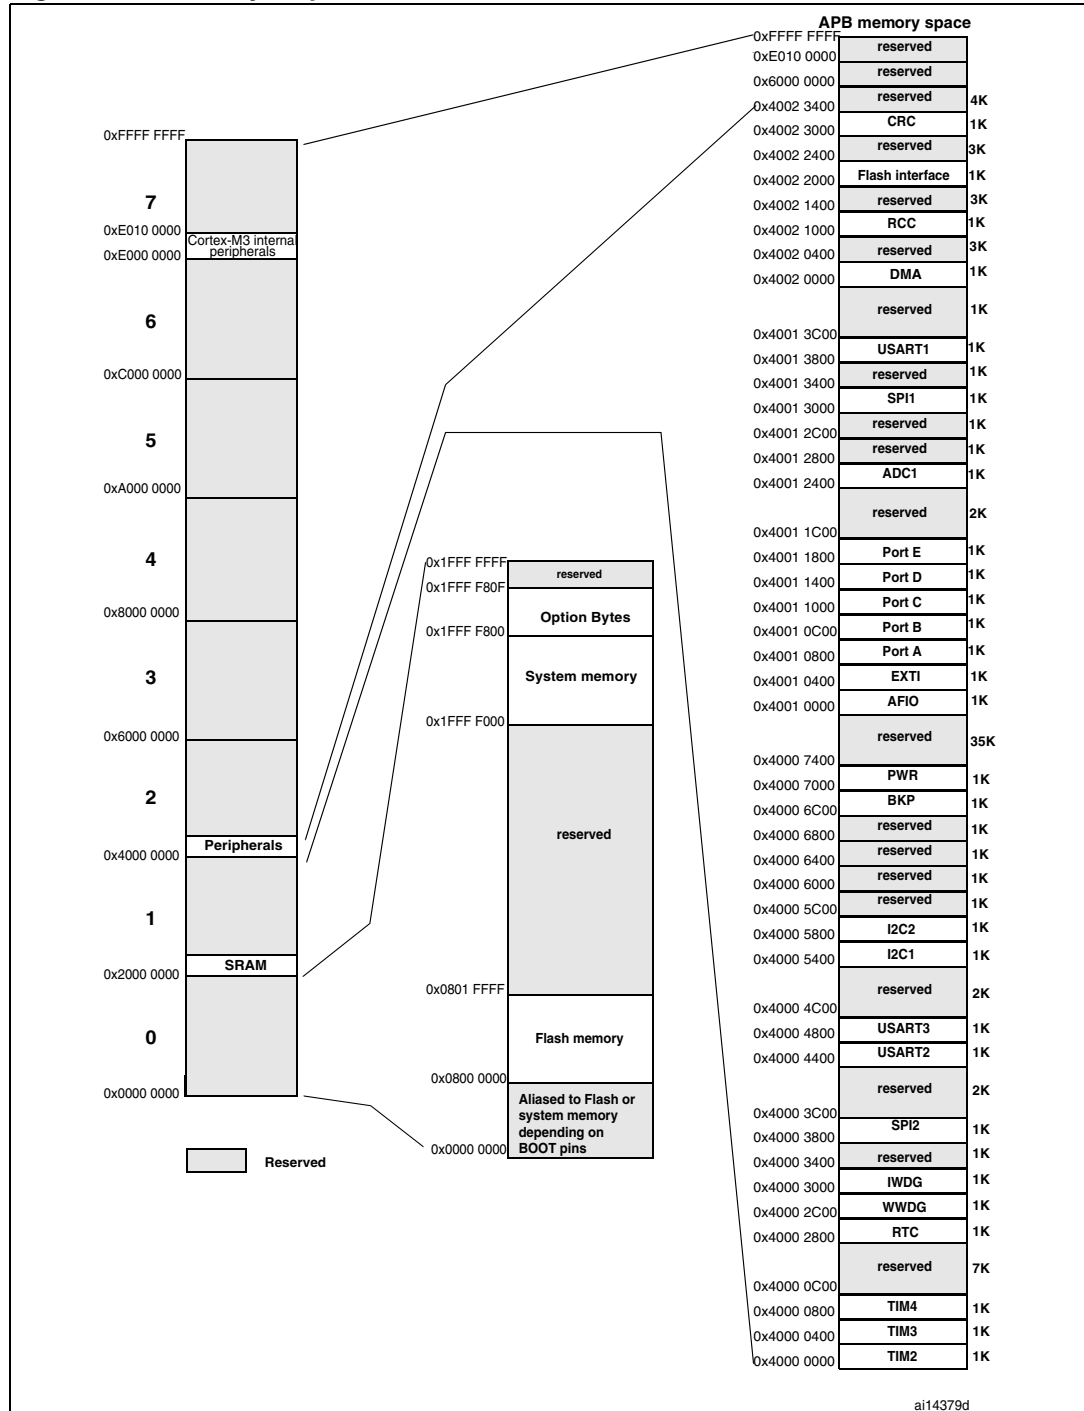 APB memory space
0xFFFF FFFF
reserved
0xE010 0000
reserved
0x6000 0000
reserved
4K
0x4002 3400
CRC
1K
0x4002 3000
reserved
3K
0x4002 2400
Flash interface
1K
0x4002 2000
reserved
3K
0x4002 1400
RCC
1K
0x4002 1000
reserved
3K
0x4002 0400
DMA
1K
0x4002 0000
reserved
1K
0x4001 3C00
USART1
1K
0x4001 3800
reserved
1K
0x4001 3400
SPI1
1K
0x4001 3000
reserved
1K
0x4001 2C00
reserved
1K
0x4001 2800
ADC1
1K
0x4001 2400
reserved
2K
0x4001 1C00
Port E
1K
0x4001 1800
Port D
1K
0x4001 1400
Port C
1K
0x4001 1000
Port B
1K
0x4001 0C00
Port A
1K
0x4001 0800
EXTI
1K
0x4001 0400
AFIO
1K
0x4001 0000
reserved
35K
0x4000 7400
PWR
1K
0x4000 7000
BKP
1K
0x4000 6C00
reserved
1K
0x4000 6800
reserved
1K
0x4000 6400
reserved
1K
0x4000 6000
reserved
1K
0x4000 5C00
I2C2
1K
0x4000 5800
I2C1
1K
0x4000 5400
reserved
2K
0x4000 4C00
USART3
1K
0x4000 4800
USART2
1K
0x4000 4400
reserved
2K
0x4000 3C00
SPI2
1K
0x4000 3800
reserved
1K
0x4000 3400
IWDG
1K
0x4000 3000
WWDG
1K
0x4000 2C00
RTC
1K
0x4000 2800
reserved
7K
0x4000 0C00
TIM4
1K
0x4000 0800
TIM3
1K
0x4000 0400
TIM2
1K
0x4000 0000
0xFFFF FFFF
7
0xE010 0000
Cortex-M3 internal
peripherals
0xE000 0000
6
0xC000 0000
5
0xA000 0000
4
0x8000 0000
3
0x6000 0000
2
Peripherals
0x4000 0000
1
SRAM
0x2000 0000
0
0x0000 0000
Reserved
0x1FFF FFFF
reserved
0x1FFF F80F
Option Bytes
0x1FFF F800
System memory
0x1FFF F000
reserved
0x0801 FFFF
Flash memory
0x0800 0000
Aliased to Flash or
system memory
depending on
BOOT pins
0x0000 0000
ai14379d